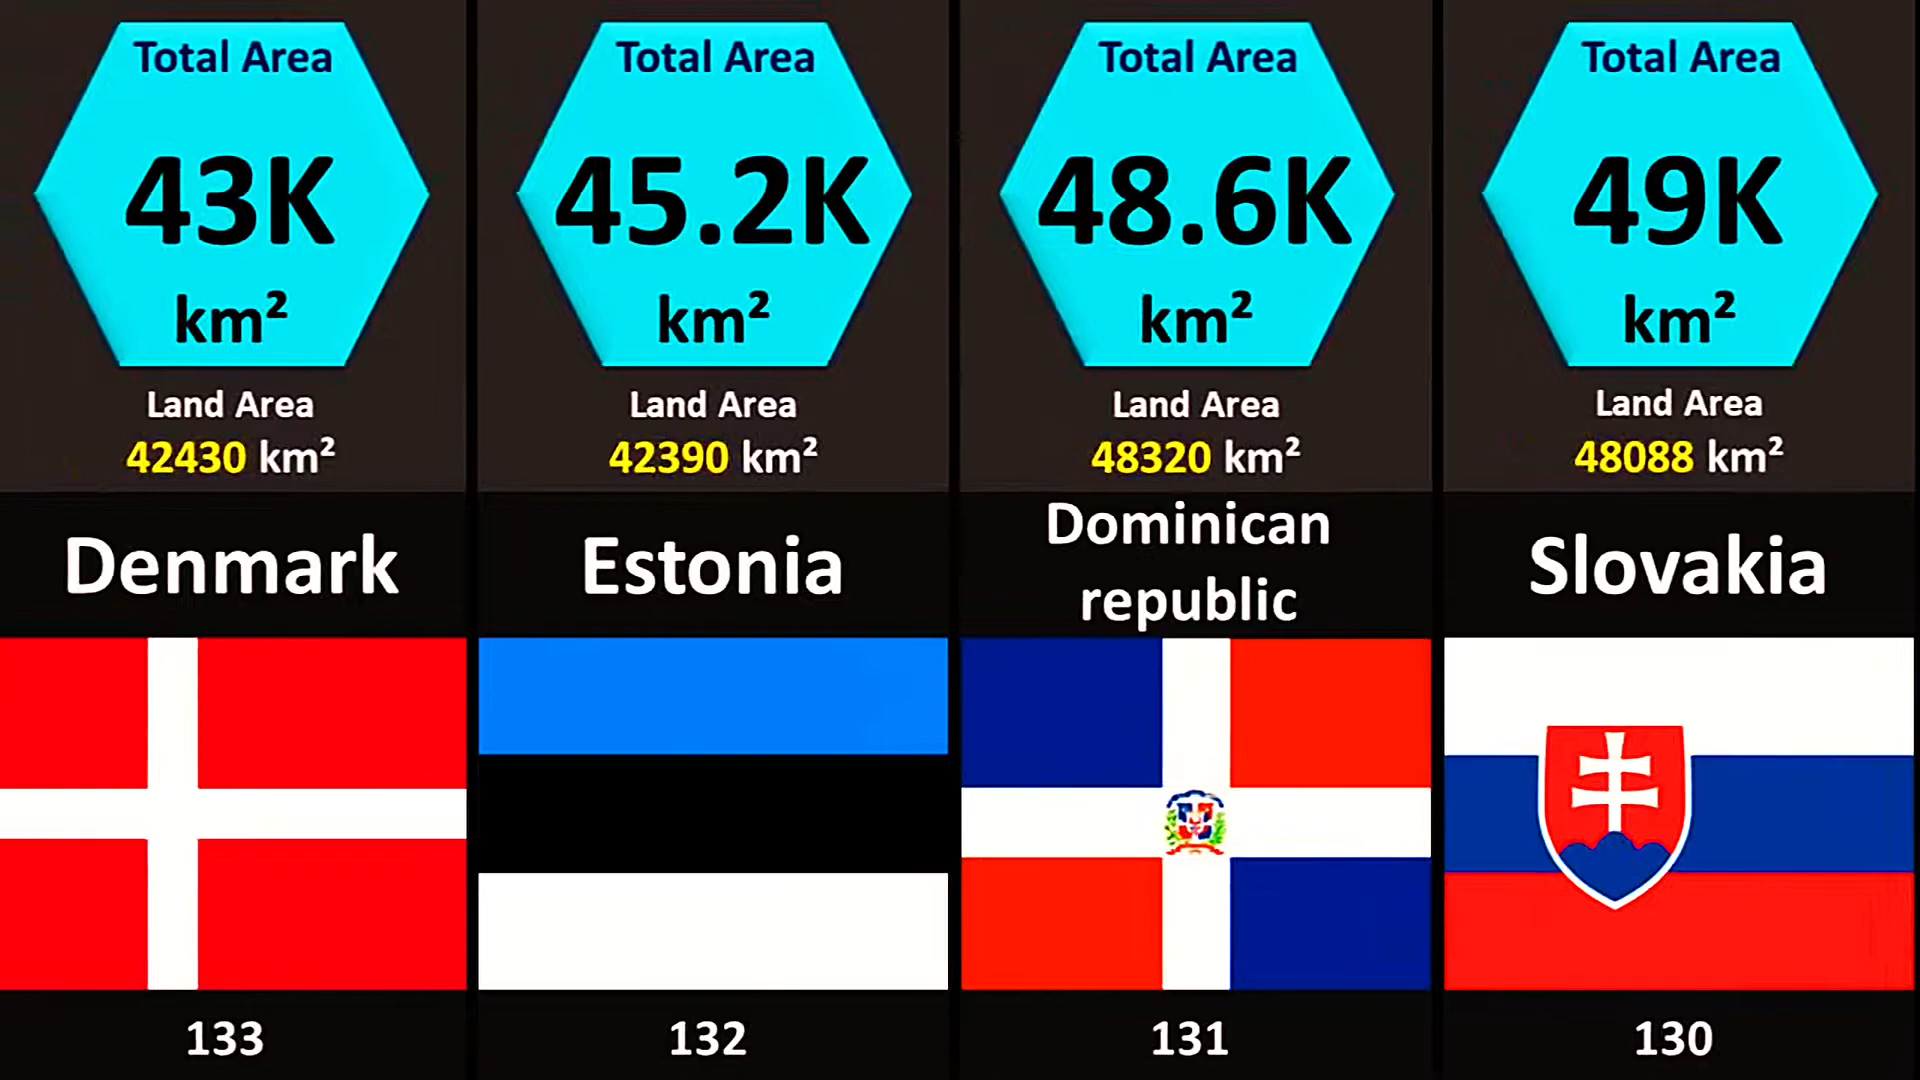 Total Area
43K
km²
Land Area
42430 km²
Denmark
133
Total Area
45.2K
km²
Land Area
42390 km²
Estonia
132
Total Area
48.6K
km²
Land Area
48320 km²
Dominican
republic
131
Total Area
49K
km²
Land Area
48088 km²
Slovakia
130